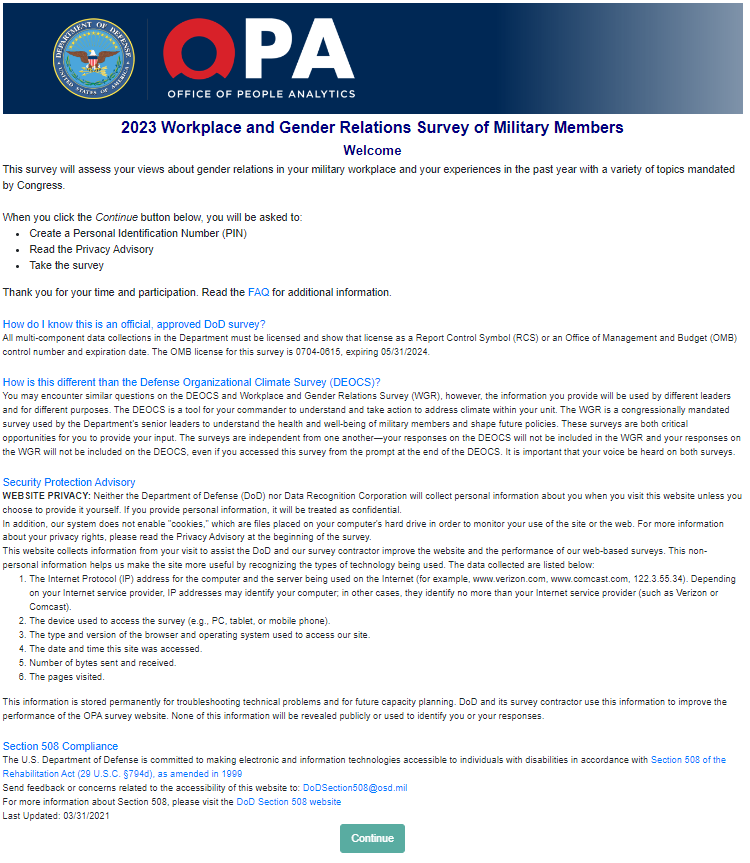 DEPARTMENT OF DEFENSE
UNITED STATES OF AMERICA
OPA
OFFICE OF PEOPLE ANALYTICS
2023 Workplace and Gender Relations Survey of Military Members
Welcome
This survey will assess your views about gender relations in your military workplace and your experiences in the past year with a variety of topics mandated
by Congress.
When you click the Continue button below, you will be asked to:
• Create a Personal Identification Number (PIN)
• Read the Privacy Advisory
• Take the survey
Thank you for your time and participation. Read the FAQ for additional information.
How do I know this is an official, approved DoD survey?
All multi-component data collections in the Department must be licensed and show that license as a Report Control Symbol (RCS) or an Office of Management and Budget (OMB)
control number and expiration date. The OMB license for this survey is 0704-0615, expiring 05/31/2024.
How is this different than the Defense Organizational Climate Survey (DEOCS)?
You may encounter similar questions on the DEOCS and Workplace and Gender Relations Survey (WGR), however, the information you provide will be used by different leaders
and for different purposes. The DEOCS is a tool for your commander to understand and take action to address climate within your unit. The WGR is a congressionally mandated
survey used by the Department's senior leaders to understand the health and well-being of military members and shape future policies. These surveys are both critical
opportunities for you to provide your input. The surveys are independent from one another—your responses on the DEOCS will not be included in the WGR and your responses on
the WGR will not be included on the DEOCS, even if you accessed this survey from the prompt at the end of the DEOCS. It is important that your voice be heard on both surveys.
Security Protection Advisory
WEBSITE PRIVACY: Neither the Department of Defense (DoD) nor Data Recognition Corporation will collect personal information about you when you visit this website unless you
choose to provide it yourself. If you provide personal information, it will be treated as confidential.
In addition, our system does not enable "cookies," which are files placed on your computer's hard drive in order to monitor your use of the site or the web. For more information
about your privacy rights, please read the Privacy Advisory at the beginning of the survey.
This website collects information from your visit to assist the DoD and our survey contractor improve the website and the performance of our web-based surveys. This non-
personal information helps us make the site more useful by recognizing the types of technology being used. The data collected are listed below:
1. The Internet Protocol (IP) address for the computer and the server being used on the Internet (for example, www.verizon.com, www.comcast.com, 122.3.55.34). Depending
on your Internet service provider, IP addresses may identify your computer; in other cases, they identify no more than your Internet service provider (such as Verizon or
Comcast).
2. The device used to access the survey (e.g., PC, tablet, or mobile phone).
3. The type and version of the browser and operating system used to access our site.
4. The date and time this site was accessed.
5. Number of bytes sent and received.
6. The pages visited.
This information is stored permanently for troubleshooting technical problems and for future capacity planning. DoD and its survey contractor use this information to improve the
performance of the OPA survey website. None of this information will be revealed publicly or used to identify you or your responses.
Section 508 Compliance
The U.S. Department of Defense is committed to making electronic and information technologies accessible to individuals with disabilities in accordance with Section 508 of the
Rehabilitation Act (29 U.S.C. §794d), as amended in 1999
Send feedback or concerns related to the accessibility of this website to: DoDSection508@osd.mil
For more information about Section 508, please visit the DoD Section 508 website
Last Updated: 03/31/2021
Continue